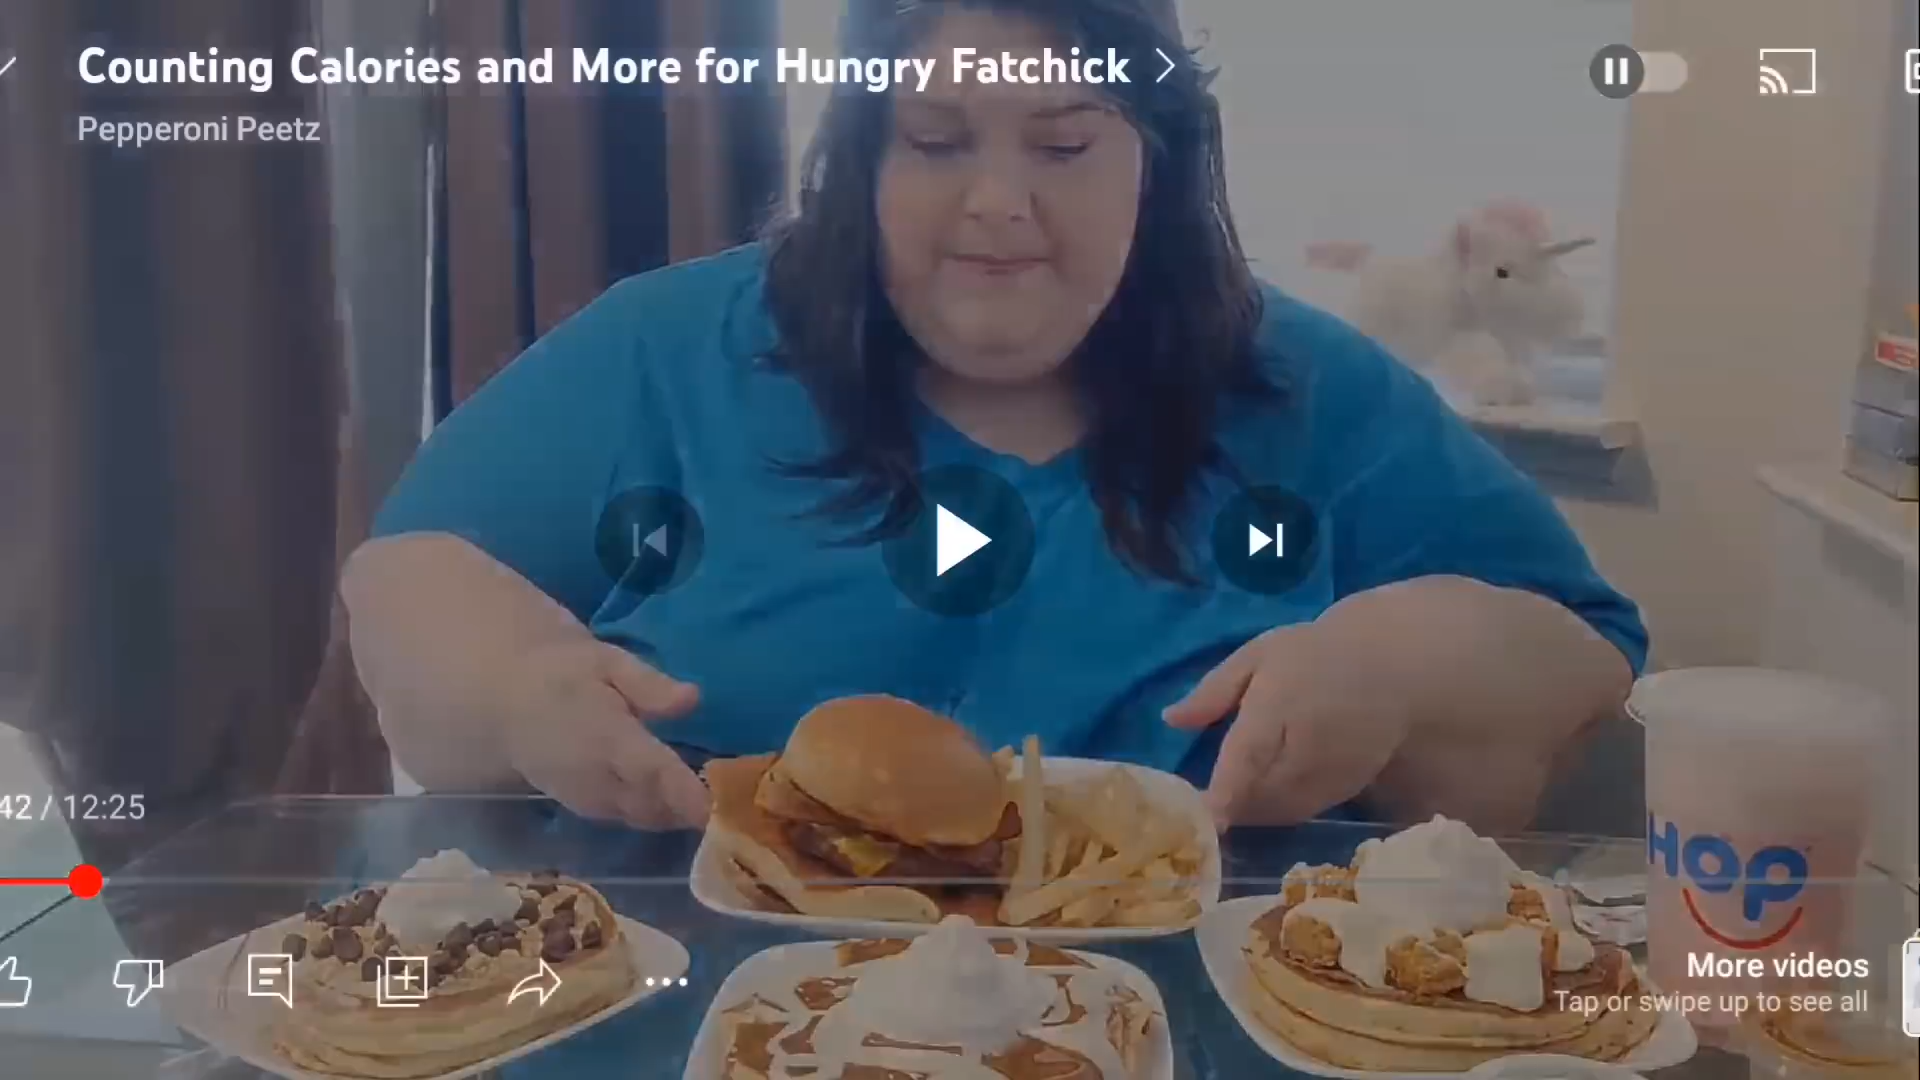 Counting Calories and More for Hungry Fatchick
Pepperoni Peetz
42 / 12:25
IHOP
More videos
Tap or swipe up to see all